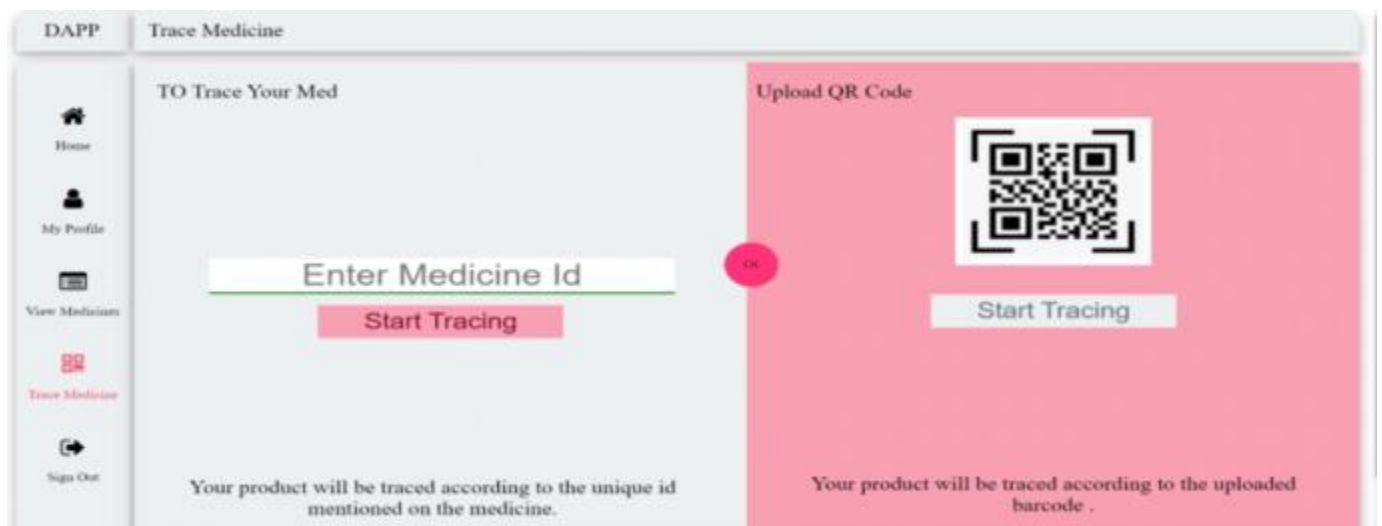 DAPP
Trace Medicine
Home
My Profile
View Medicines
Trace Medicine
Sign Out
TO Trace Your Med
Enter Medicine Id
Start Tracing
Your product will be traced according to the unique id
mentioned on the medicine.
Or
Upload QR Code
Start Tracing
Your product will be traced according to the uploaded
barcode .